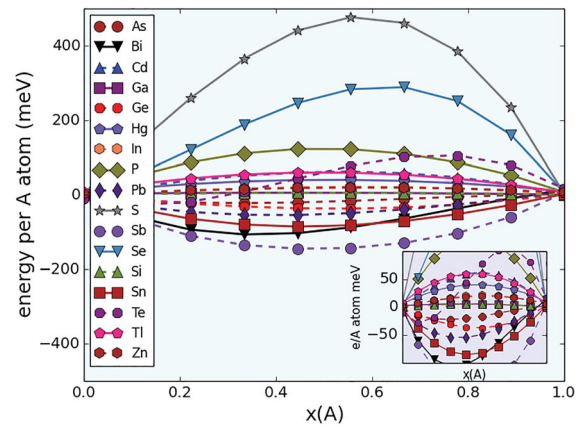 energy per A atom (meV)
400
200
0
−200
−400
As
Bi
Cd
Ga
Ge
Hg
In
P
Pb
S
Sb
Se
Si
Sn
Te
Tl
Zn
e/A atom meV
50
0
−50
x(A)
0.0 0.2 0.4 0.6 0.8 1.0
x(A)